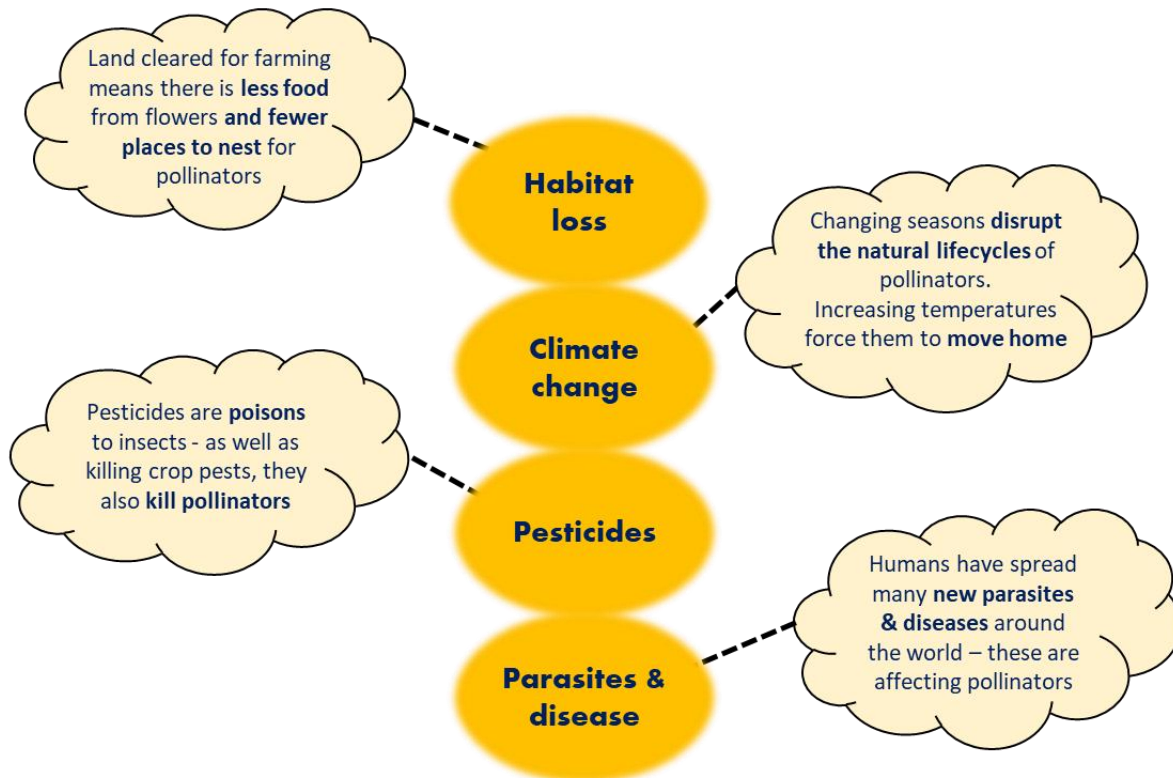 Land cleared for farming
means there is less food
from flowers and fewer
places to nest for
pollinators
Habitat
loss
Changing seasons disrupt
the natural lifecycles of
pollinators.
Increasing temperatures
force them to move home
Climate
change
Pesticides are poisons
to insects - as well as
killing crop pests, they
also kill pollinators
Pesticides
Humans have spread
many new parasites
& diseases around
the world – these are
affecting pollinators
Parasites &
disease